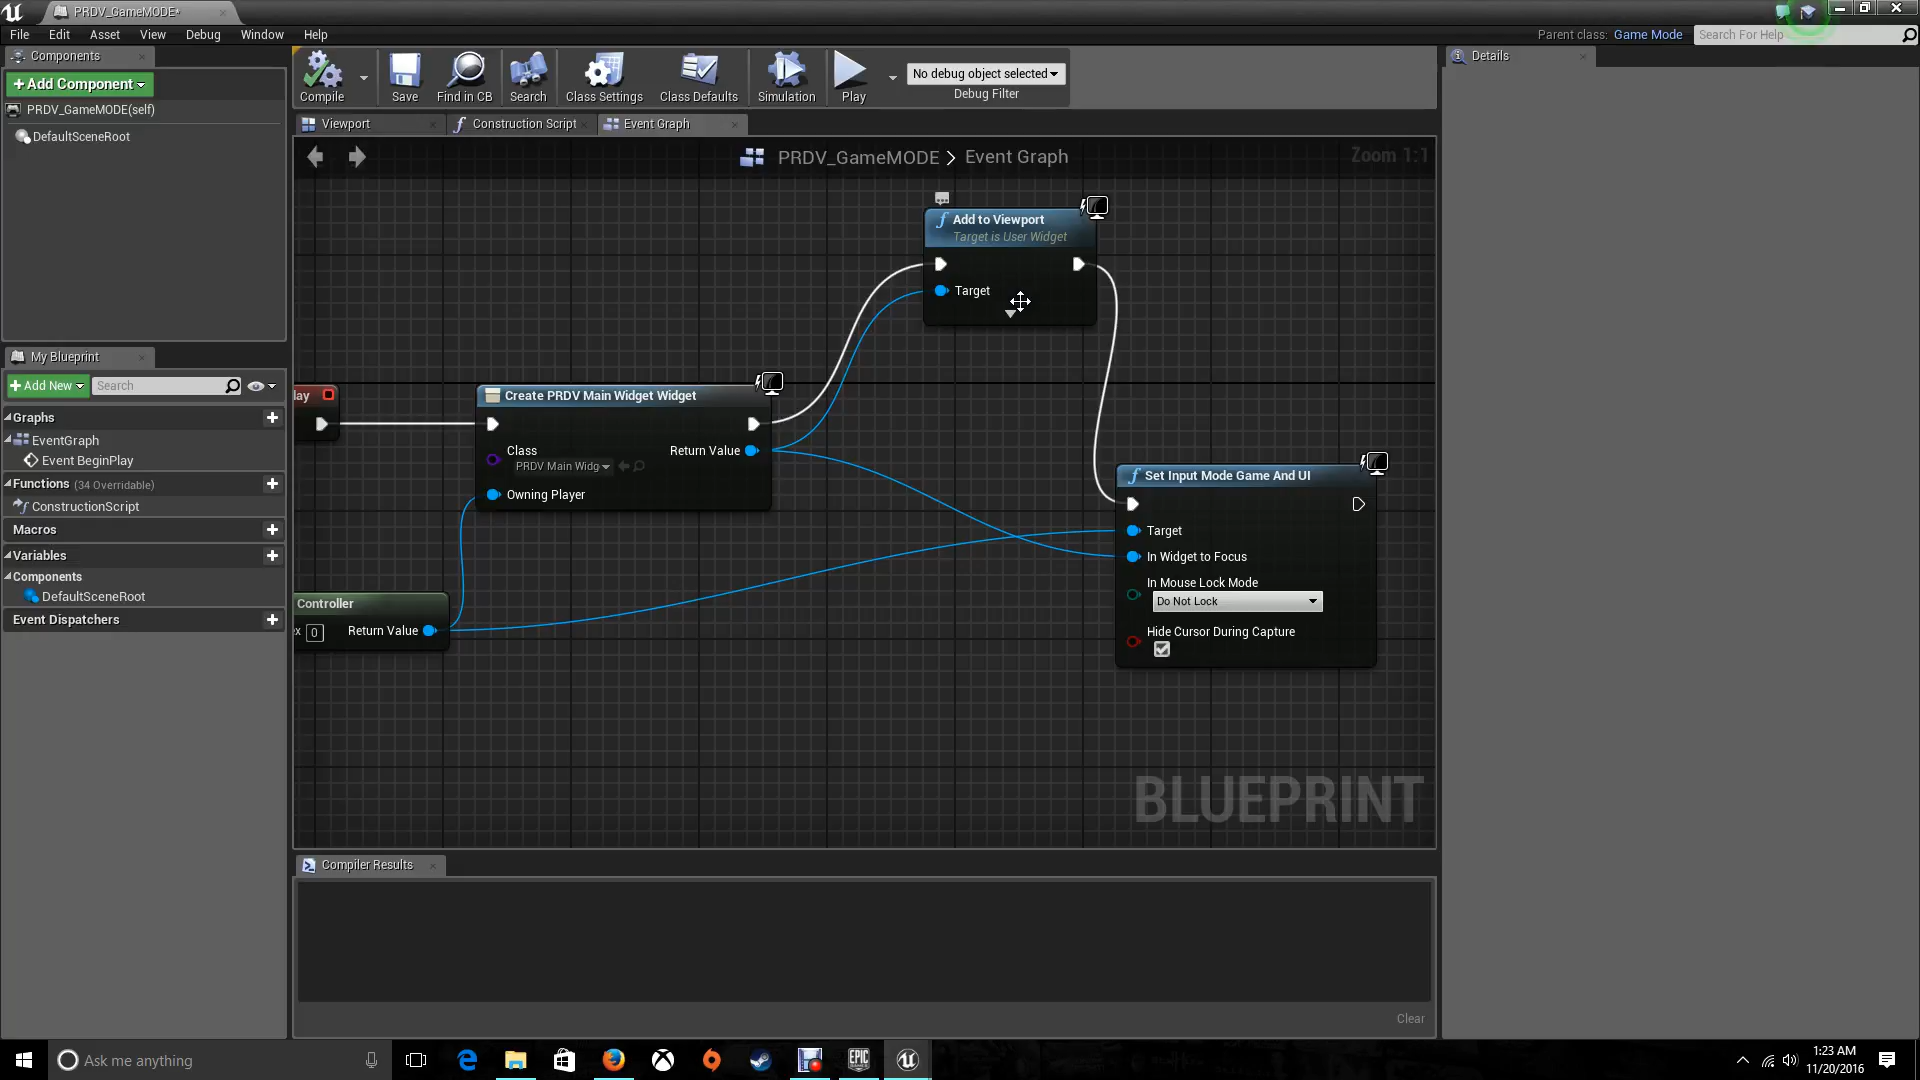 PRDV_GameMODE*
File Edit Asset View Debug Window Help
Parent class: Game Mode Search For Help
Components
+ Add Component
PRDV_GameMODE(self)
DefaultSceneRoot
Compile Save Find in CB Search Class Settings Class Defaults Simulation Play
No debug object selected
Debug Filter
Details
Viewport Construction Script Event Graph
PRDV_GameMODE > Event Graph
Zoom 1:1
My Blueprint
+ Add New Search
Graphs
EventGraph
Event BeginPlay
Functions (34 Overridable)
ConstructionScript
Macros
Variables
Components
DefaultSceneRoot
Event Dispatchers
lay
Create PRDV Main Widget Widget
Class
PRDV Main Widg
Return Value
Owning Player
Controller
x 0 Return Value
Add to Viewport
Target is User Widget
Target
Set Input Mode Game And UI
Target
In Widget to Focus
In Mouse Lock Mode
Do Not Lock
Hide Cursor During Capture
BLUEPRINT
Compiler Results
Clear
Ask me anything
EPIC
GAMES
1:23 AM
11/20/2016